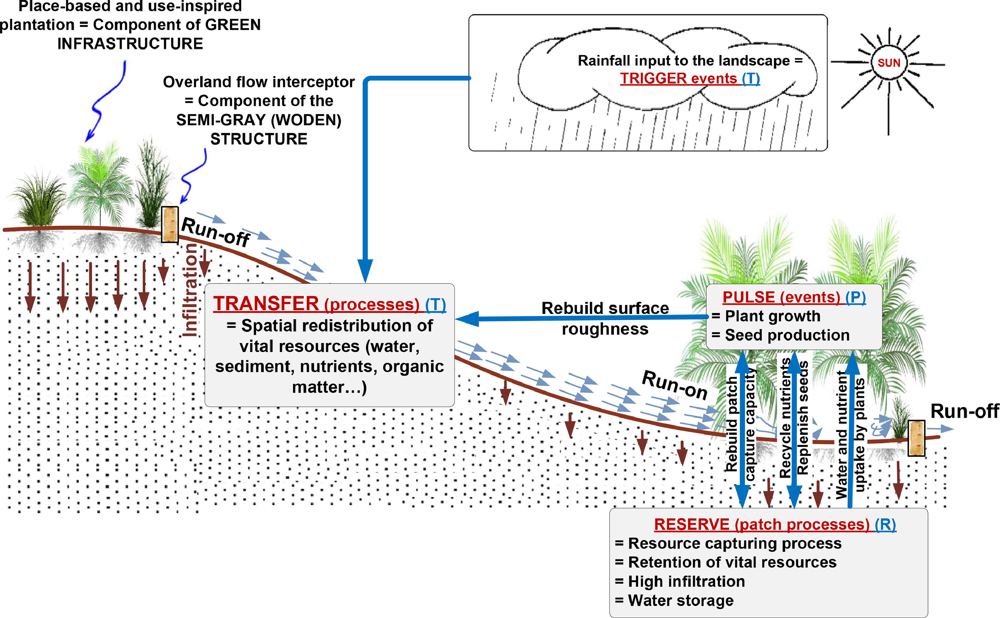 Place-based and use-inspired
plantation = Component of GREEN
INFRASTRUCTURE
Overland flow interceptor
= Component of the
SEMI-GRAY (WODEN)
STRUCTURE
Rainfall input to the landscape =
TRIGGER events (T)
SUN
Run-off
Infiltration
TRANSFER (processes) (T)
= Spatial redistribution of
vital resources (water,
sediment, nutrients, organic
matter...)
Rebuild surface
roughness
PULSE (events) (P)
= Plant growth
= Seed production
Run-on
Rebuild patch
capture capacity
Recycle nutrients
Replenish seeds
Water and nutrient
uptake by plants
Run-off
RESERVE (patch processes) (R)
= Resource capturing process
= Retention of vital resources
= High infiltration
= Water storage